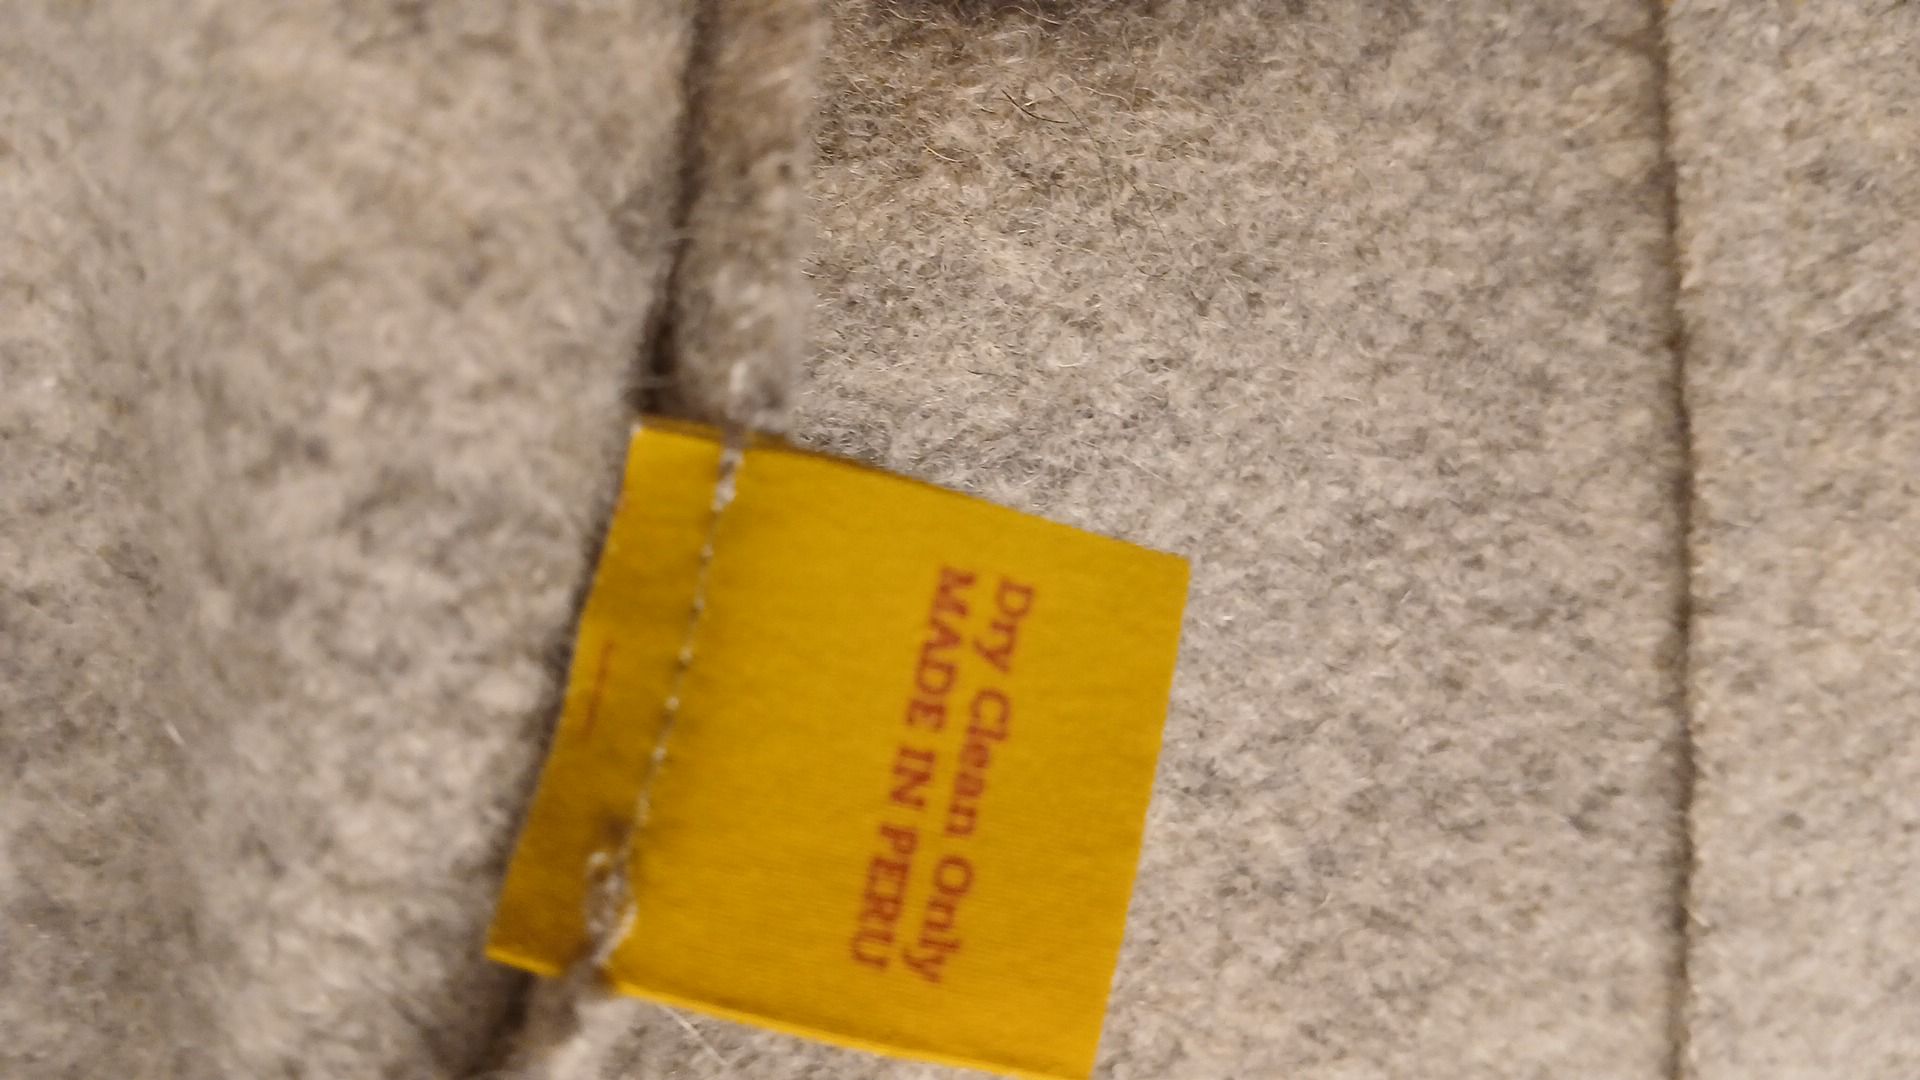 Dry Clean Only
MADE IN PERU